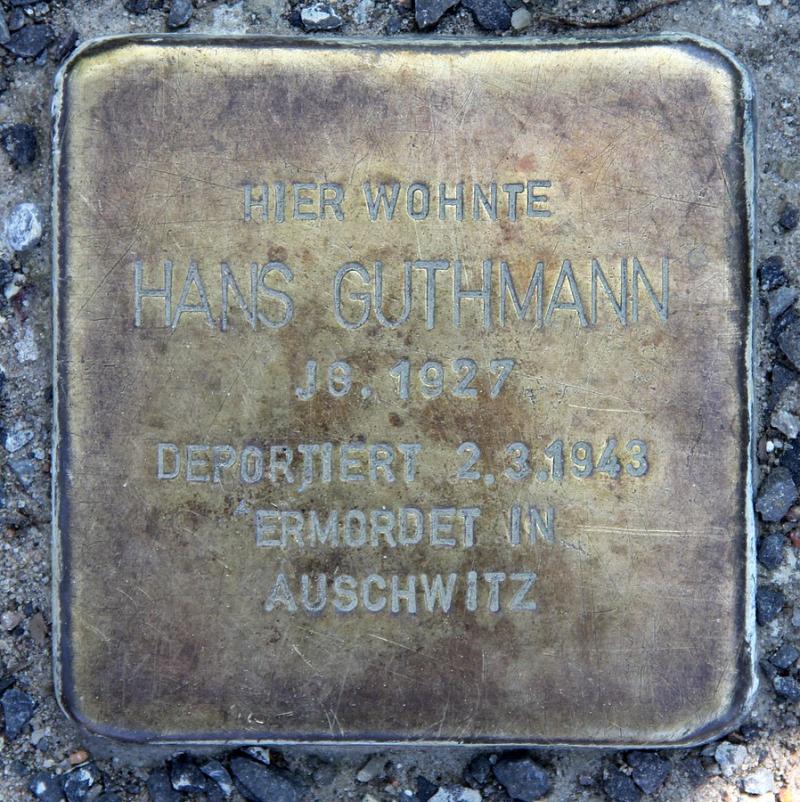 HIER WOHNTE
HANS GUTHMANN
JG. 1927
DEPORTIERT 2.3.1943
ERMORDET IN
AUSCHWITZ